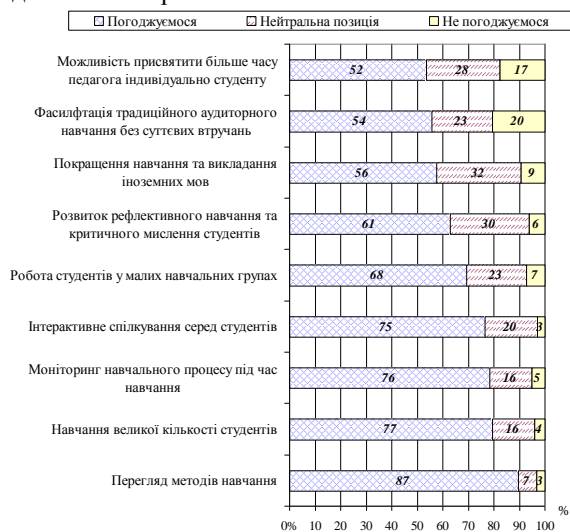 Погоджуємося Нейтральна позиція Не погоджуємося
Можливість присвятити більше часу
педагога індивідуально студенту
52 28 17
Фасилфтація традиційного аудиторного
навчання без суттєвих втручань
54 23 20
Покращення навчання та викладання
іноземних мов
56 32 9
Розвиток рефлективного навчання та
критичного мислення студентів
61 30 6
Робота студентів у малих навчальних групах
68 23 7
Інтерактивне спілкування серед студентів
75 20 3
Моніторинг навчального процесу під час
навчання
76 16 5
Навчання великої кількості студентів
77 16 4
Перегляд методів навчання
87 7 3
%
0% 10 20 30 40 50 60 70 80 90 100